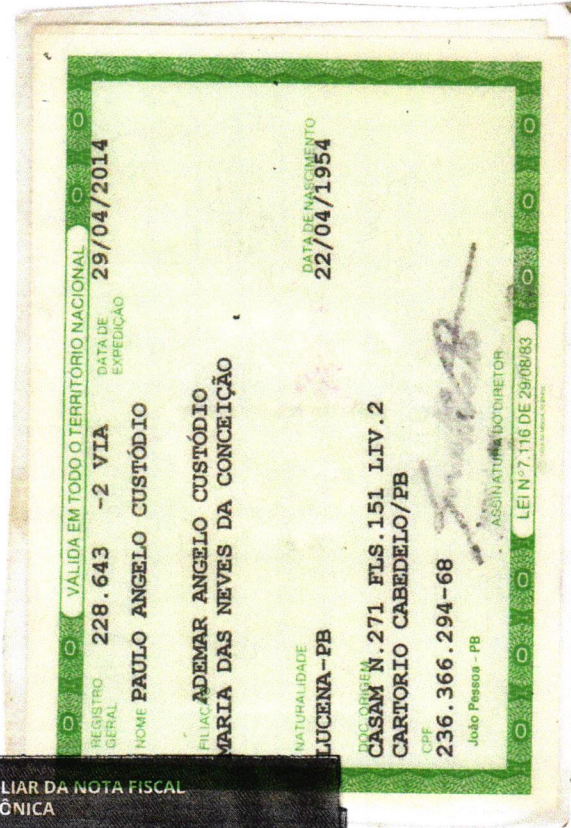 VÁLIDA EM TODO O TERRITÓRIO NACIONAL
REGISTRO GERAL 228.643 -2 VIA DATA DE EXPEDIÇÃO 29/04/2014
NOME PAULO ANGELO CUSTÓDIO
FILIAÇÃO ADEMAR ANGELO CUSTÓDIO
MARIA DAS NEVES DA CONCEIÇÃO
NATURALIDADE DATA DE NASCIMENTO
LUCENA-PB 22/04/1954
DOC ORIGEM
CASAM N.271 FLS.151 LIV.2
CARTORIO CABEDELO/PB
CPF
236.366.294-68
João Pessoa - PB
ASSINATURA DO DIRETOR
LEI Nº 7.116 DE 29/08/83
LIAR DA NOTA FISCAL
ÔNICA